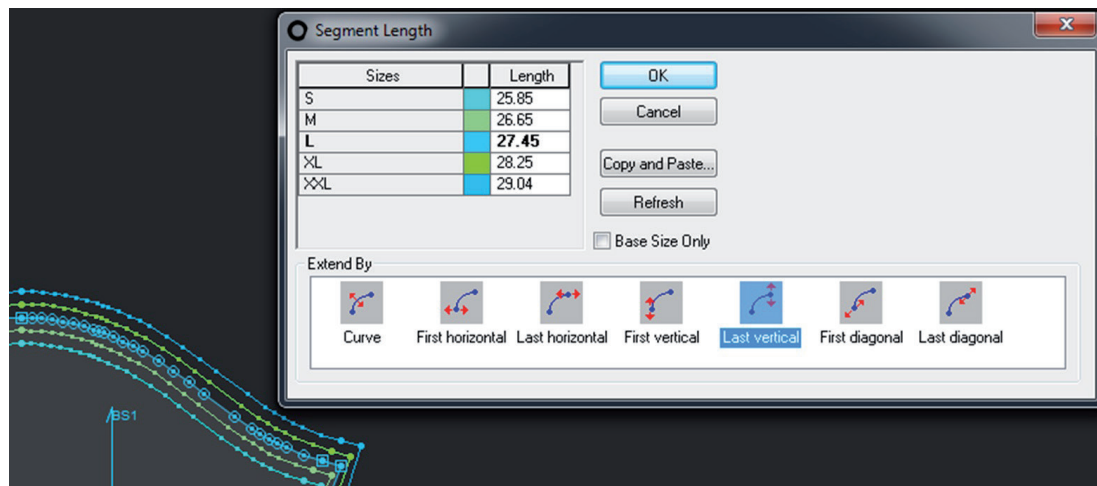 Segment Length
Sizes Length
S 25.85
M 26.65
L 27.45
XL 28.25
XXL 29.04
OK
Cancel
Copy and Paste...
Refresh
Base Size Only
Extend By
Curve First horizontal Last horizontal First vertical Last vertical First diagonal Last diagonal
BS1